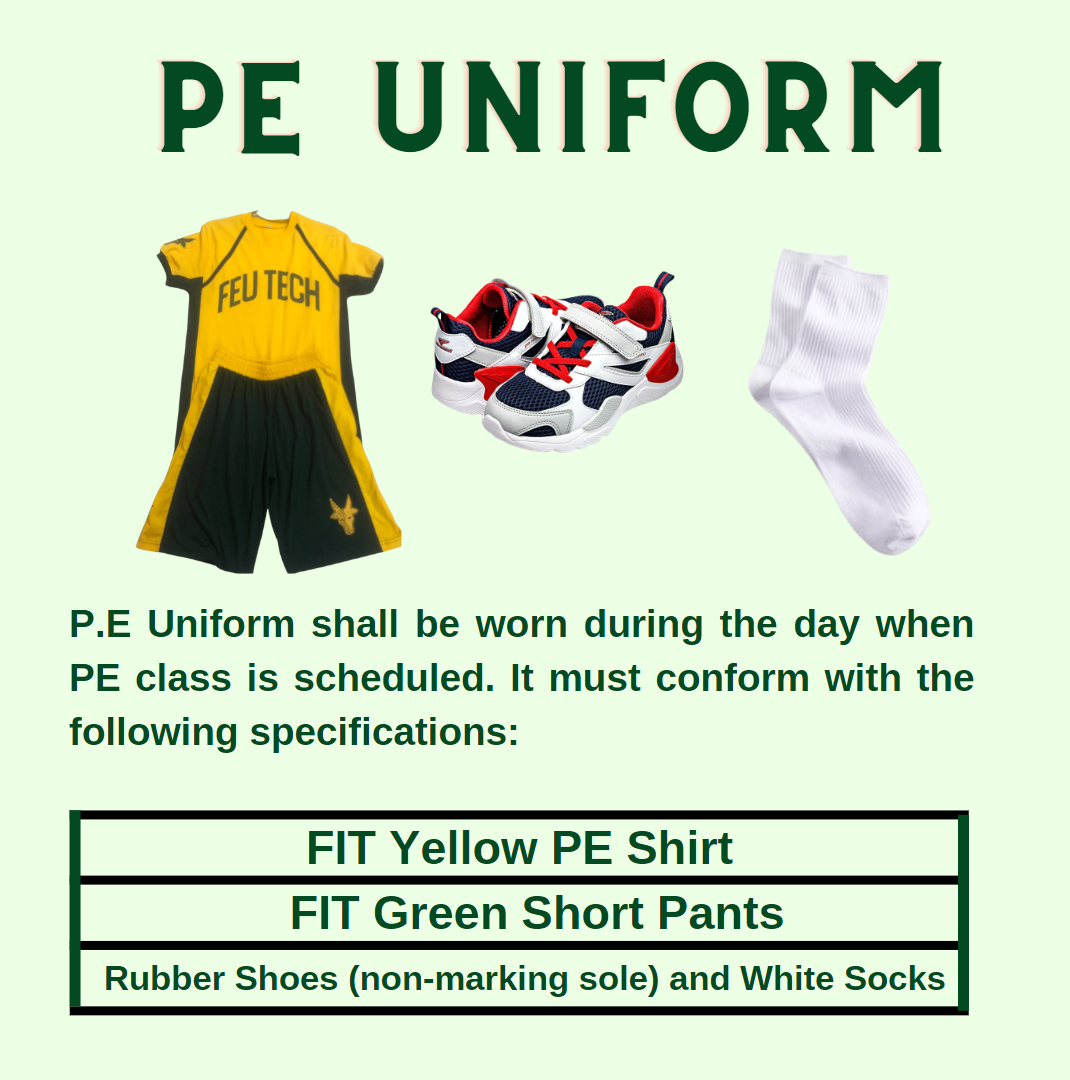 PE UNIFORM
FEU TECH
P.E Uniform shall be worn during the day when
PE class is scheduled. It must conform with the
following specifications:
FIT Yellow PE Shirt
FIT Green Short Pants
Rubber Shoes (non-marking sole) and White Socks